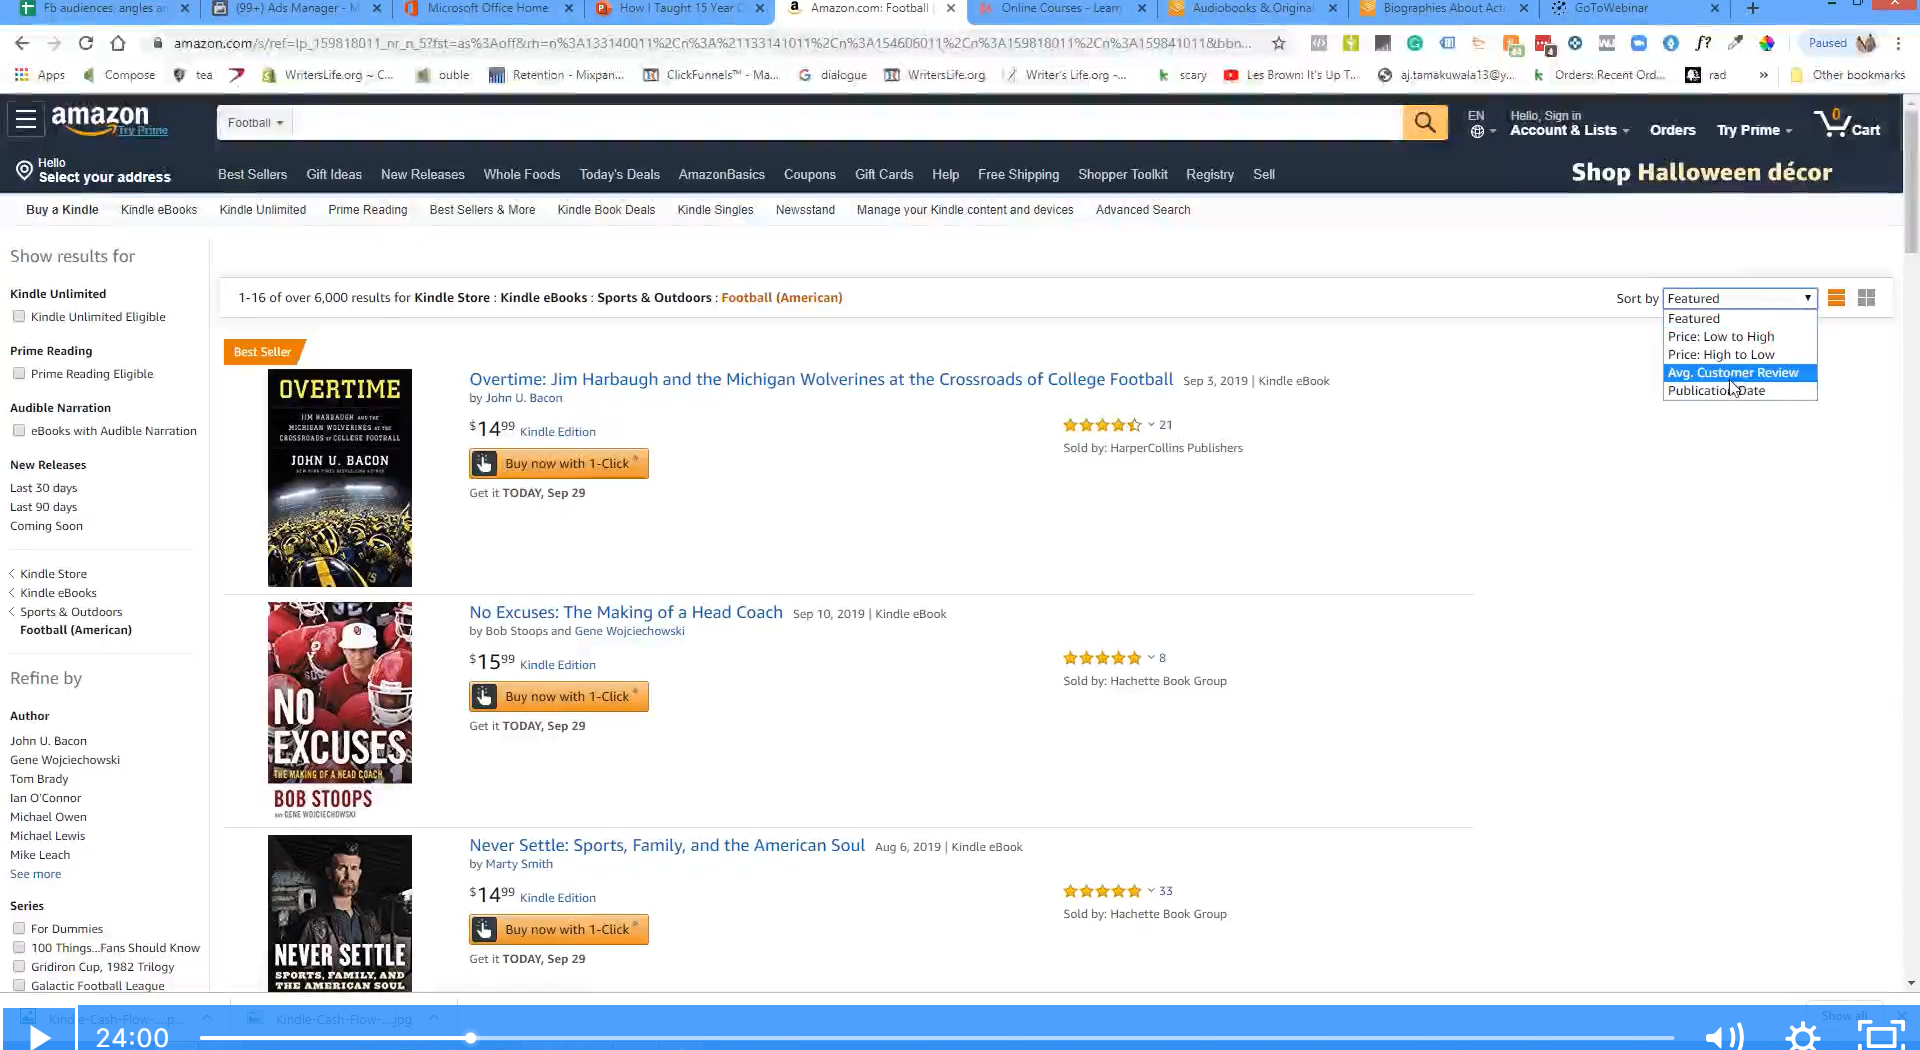 Fb audiences: angles ar
(99+) Ads Manager - M
Microsoft Office Home
How I Taught 15 Year O
Amazon.com: Football
Online Courses - Learn
Audiobooks & Original
Biographies About Acto
GoToWebinar
amazon.com/s/ref=lp_159818011_nr_n_5?fst=as%3Aoff&rh=n%3A133140011%2Cn%3A%2133141011%2Cn%3A154606011%2Cn%3A159818011%2Cn%3A159841011&bbn...
Paused
Apps
Compose
tea
WritersLife.org ~ C...
ouble
Retention - Mixpan...
ClickFunnels™ - Ma...
dialogue
WritersLife.org
Writer's Life.org ~...
scary
Les Brown: It's Up T...
aj.tamakuwala13@y...
Orders: Recent Ord...
rad
»
Other bookmarks
amazon
Try Prime
Football
EN
Hello, Sign in
Account & Lists
Orders
Try Prime
0
Cart
Hello
Select your address
Best Sellers
Gift Ideas
New Releases
Whole Foods
Today's Deals
AmazonBasics
Coupons
Gift Cards
Help
Free Shipping
Shopper Toolkit
Registry
Sell
Shop Halloween décor
Buy a Kindle
Kindle eBooks
Kindle Unlimited
Prime Reading
Best Sellers & More
Kindle Book Deals
Kindle Singles
Newsstand
Manage your Kindle content and devices
Advanced Search
Show results for
Kindle Unlimited
Kindle Unlimited Eligible
Prime Reading
Prime Reading Eligible
Audible Narration
eBooks with Audible Narration
New Releases
Last 30 days
Last 90 days
Coming Soon
Kindle Store
Kindle eBooks
Sports & Outdoors
Football (American)
Refine by
Author
John U. Bacon
Gene Wojciechowski
Tom Brady
Ian O'Connor
Michael Owen
Michael Lewis
Mike Leach
See more
Series
For Dummies
100 Things...Fans Should Know
Gridiron Cup, 1982 Trilogy
Galactic Football League
1-16 of over 6,000 results for Kindle Store : Kindle eBooks : Sports & Outdoors : Football (American)
Sort by
Featured
Featured
Price: Low to High
Price: High to Low
Avg. Customer Review
Publication Date
Best Seller
OVERTIME
JIM HARBAUGH AND THE
MICHIGAN WOLVERINES AT THE
CROSSROADS OF COLLEGE FOOTBALL
JOHN U. BACON
Overtime: Jim Harbaugh and the Michigan Wolverines at the Crossroads of College Football Sep 3, 2019 | Kindle eBook
by John U. Bacon
$14.99 Kindle Edition
Buy now with 1-Click ®
Get it TODAY, Sep 29
21
Sold by: HarperCollins Publishers
NO
EXCUSES
THE MAKING OF A HEAD COACH
BOB STOOPS
GENE WOJCIECHOWSKI
No Excuses: The Making of a Head Coach Sep 10, 2019 | Kindle eBook
by Bob Stoops and Gene Wojciechowski
$15.99 Kindle Edition
Buy now with 1-Click ®
Get it TODAY, Sep 29
8
Sold by: Hachette Book Group
NEVER SETTLE
SPORTS, FAMILY, AND
THE AMERICAN SOUL
Never Settle: Sports, Family, and the American Soul Aug 6, 2019 | Kindle eBook
by Marty Smith
$14.99 Kindle Edition
Buy now with 1-Click
Get it TODAY, Sep 29
33
Sold by: Hachette Book Group
Kindle-Cash-Flow-....p...
Kindle-Cash-Flow-....jpg
Show all
24:00